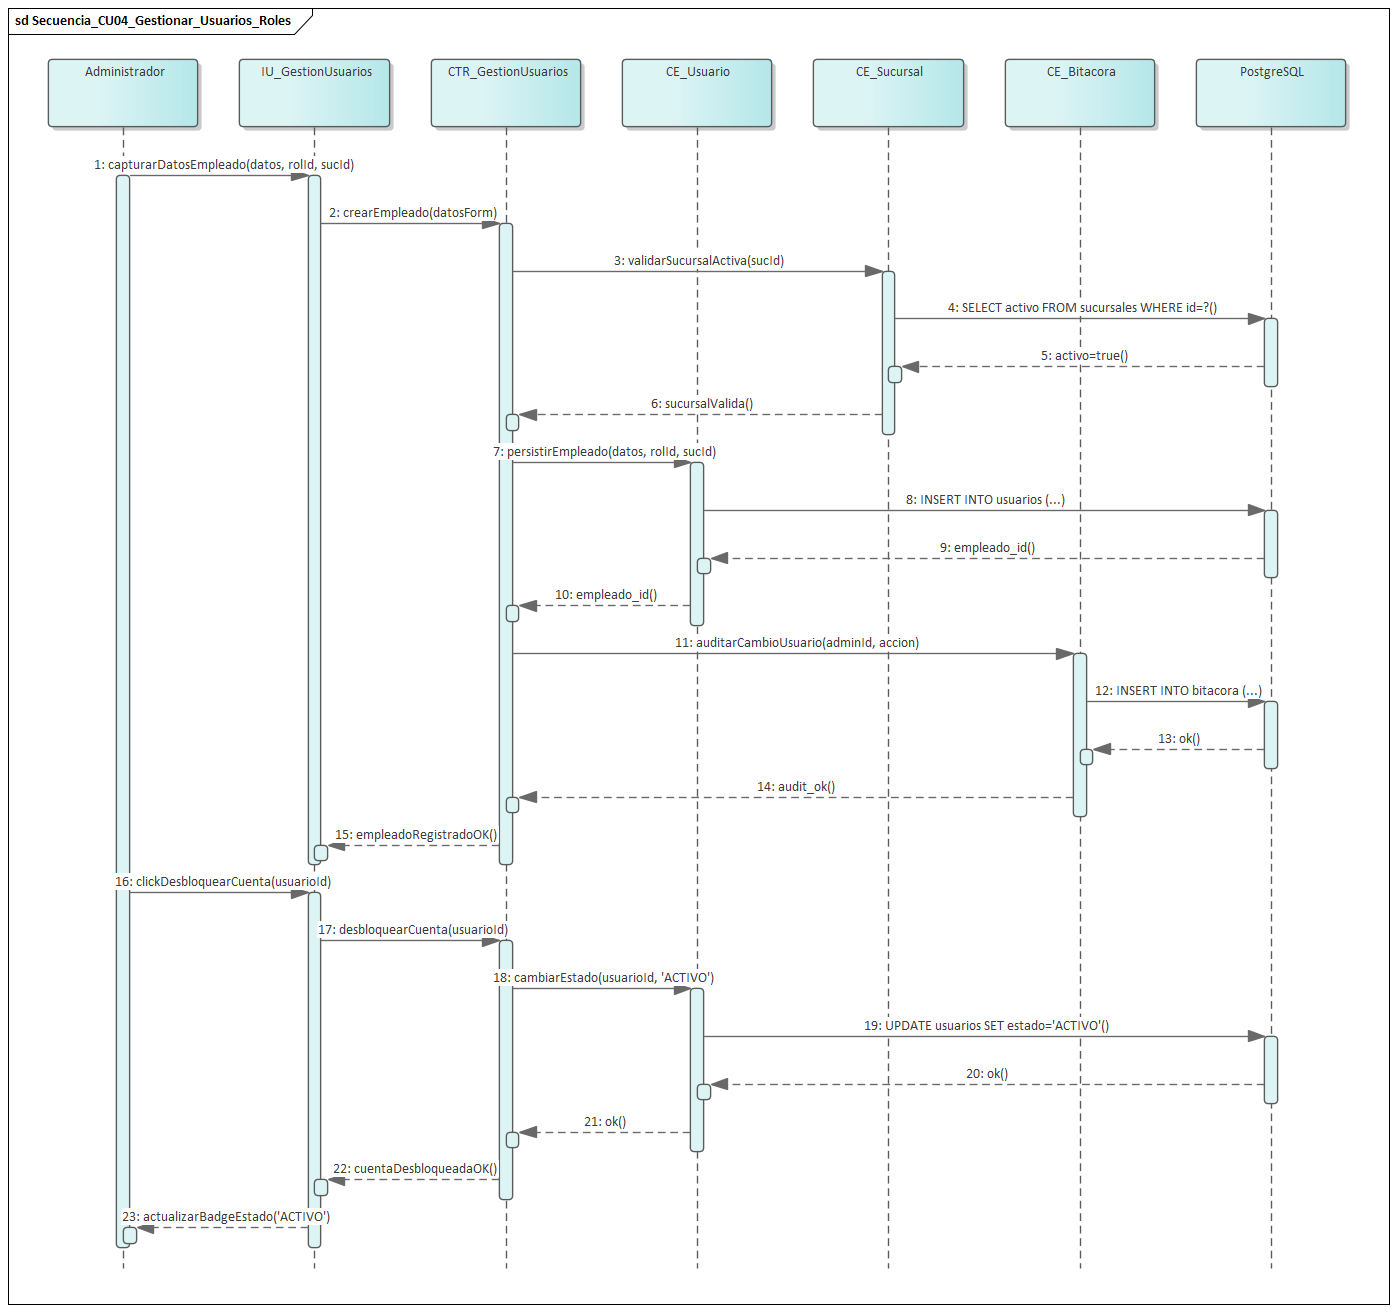 sd Secuencia_CU04_Gestionar_Usuarios_Roles
Administrador
IU_GestionUsuarios
CTR_GestionUsuarios
CE_Usuario
CE_Sucursal
CE_Bitacora
PostgreSQL
1: capturarDatosEmpleado(datos, rolId, sucId)
2: crearEmpleado(datosForm)
3: validarSucursalActiva(sucId)
4: SELECT activo FROM sucursales WHERE id=?()
5: activo=true()
6: sucursalValida()
7: persistirEmpleado(datos, rolId, sucId)
8: INSERT INTO usuarios (...)
9: empleado_id()
10: empleado_id()
11: auditarCambioUsuario(adminId, accion)
12: INSERT INTO bitacora (...)
13: ok()
14: audit_ok()
15: empleadoRegistradoOK()
16: clickDesbloquearCuenta(usuarioId)
17: desbloquearCuenta(usuarioId)
18: cambiarEstado(usuarioId, 'ACTIVO')
19: UPDATE usuarios SET estado='ACTIVO'()
20: ok()
21: ok()
22: cuentaDesbloqueadaOK()
23: actualizarBadgeEstado('ACTIVO')